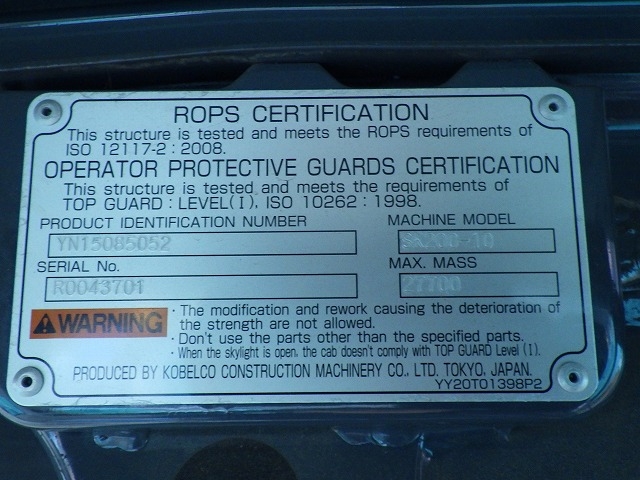 ROPS CERTIFICATION
This structure is tested and meets the ROPS requirements of
ISO 12117-2 : 2008.
OPERATOR PROTECTIVE GUARDS CERTIFICATION
This structure is tested and meets the requirements of
TOP GUARD : LEVEL(I), ISO 10262 : 1998.
PRODUCT IDENTIFICATION NUMBER
MACHINE MODEL
YN15085052
SK200-10
SERIAL No.
MAX. MASS
R0043701
27700
WARNING
· The modification and rework causing the deterioration of
the strength are not allowed.
· Don't use the parts other than the specified parts.
· When the skylight is open, the cab doesn't comply with TOP GUARD Level (I).
PRODUCED BY KOBELCO CONSTRUCTION MACHINERY CO., LTD. TOKYO, JAPAN.
YY20T01398P2